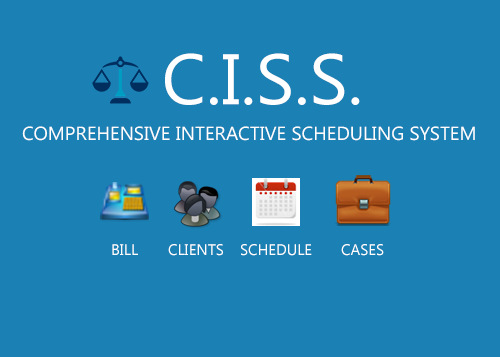 C.I.S.S.
COMPREHENSIVE INTERACTIVE SCHEDULING SYSTEM
BILL CLIENTS SCHEDULE CASES